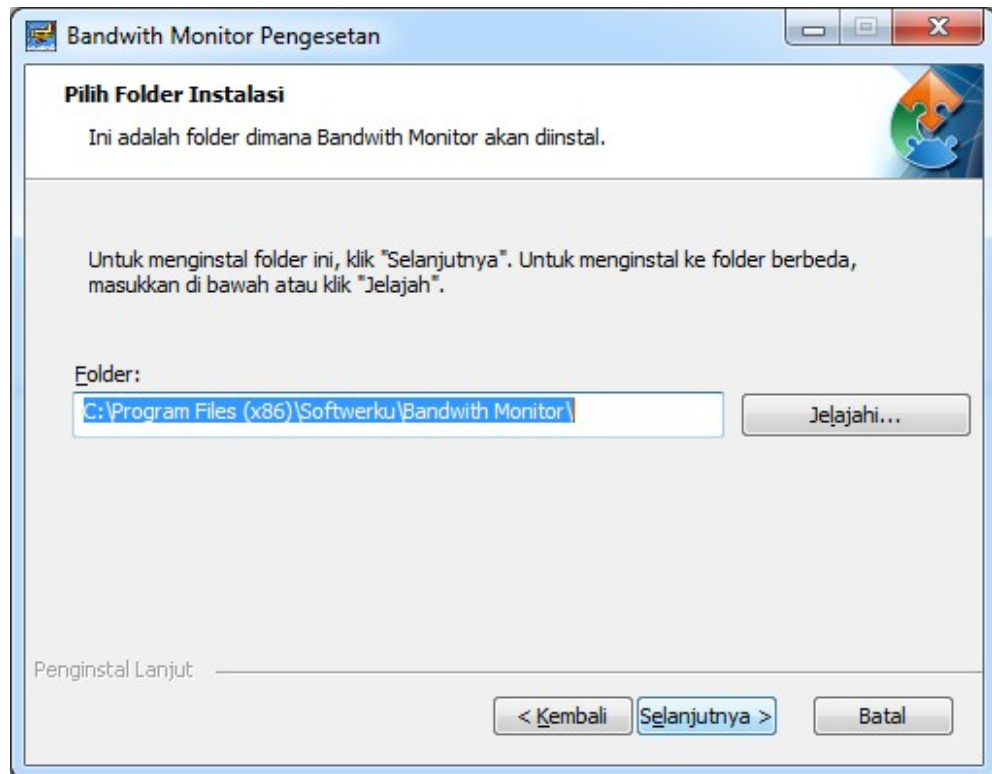 Bandwith Monitor Pengesetan
Pilih Folder Instalasi
Ini adalah folder dimana Bandwith Monitor akan diinstal.
Untuk menginstal folder ini, klik "Selanjutnya". Untuk menginstal ke folder berbeda,
masukkan di bawah atau klik "Jelajah".
Folder:
C:\Program Files (x86)\Softwerku\Bandwith Monitor\
Jelajahi...
Penginstal Lanjut
< Kembali
Selanjutnya >
Batal